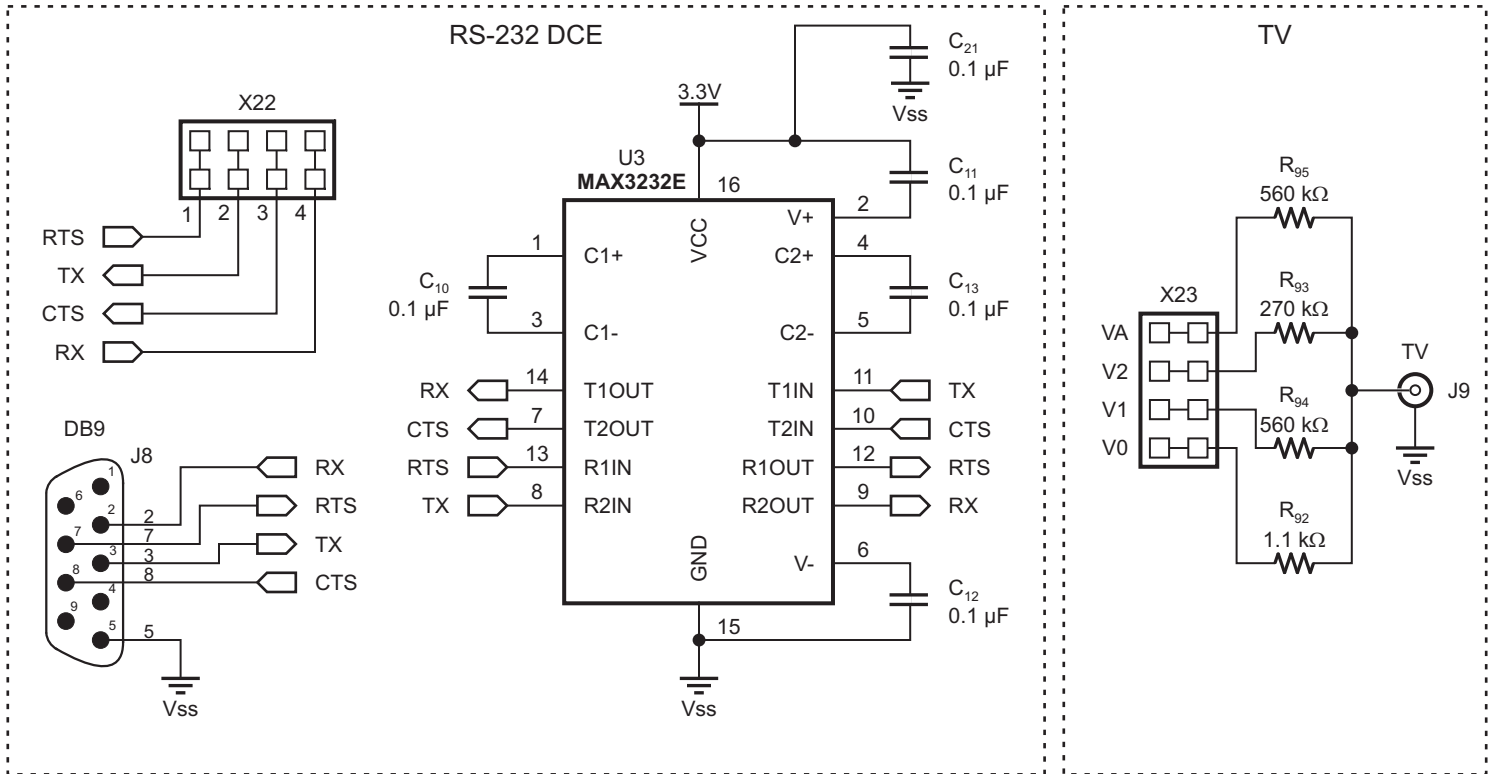 RS-232 DCE
X22
1 2 3 4
RTS
TX
CTS
RX
DB9
J8
1
6
2
7
3
8
4
9
5
2
7
3
8
5
RX
RTS
TX
CTS
Vss
3.3V
C21
0.1 µF
Vss
U3
MAX3232E
16
VCC
V+
2
C11
0.1 µF
1
C1+
C10
0.1 µF
3
C1-
C2+
4
C13
0.1 µF
C2-
5
RX 14 T1OUT
T1IN 11 TX
CTS 7 T2OUT
T2IN 10 CTS
RTS 13 R1IN
R1OUT 12 RTS
TX 8 R2IN
R2OUT 9 RX
GND
V-
6
C12
0.1 µF
15
Vss
TV
R95
560 kΩ
R93
270 kΩ
X23
VA
V2
V1
V0
R94
560 kΩ
R92
1.1 kΩ
TV
J9
Vss